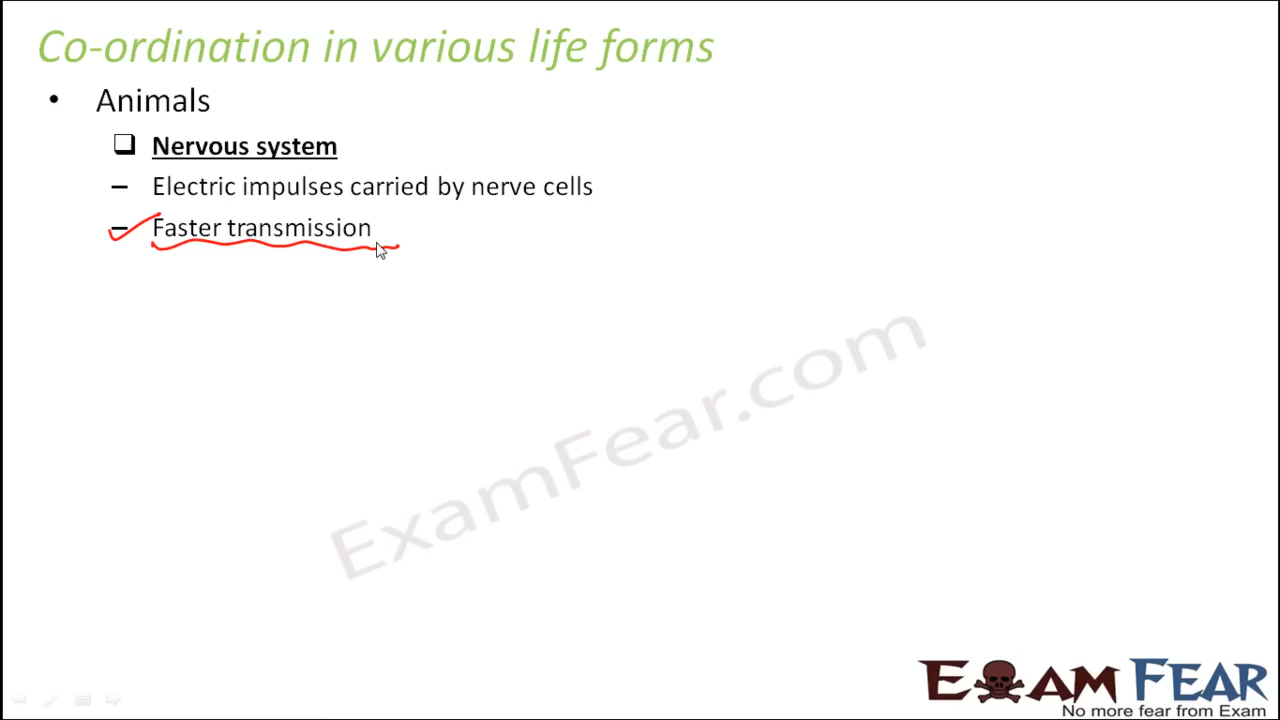 Co-ordination in various life forms
• Animals
❑ Nervous system
– Electric impulses carried by nerve cells
– Faster transmission
ExamFear.com
EXAM FEAR
No more fear from Exam